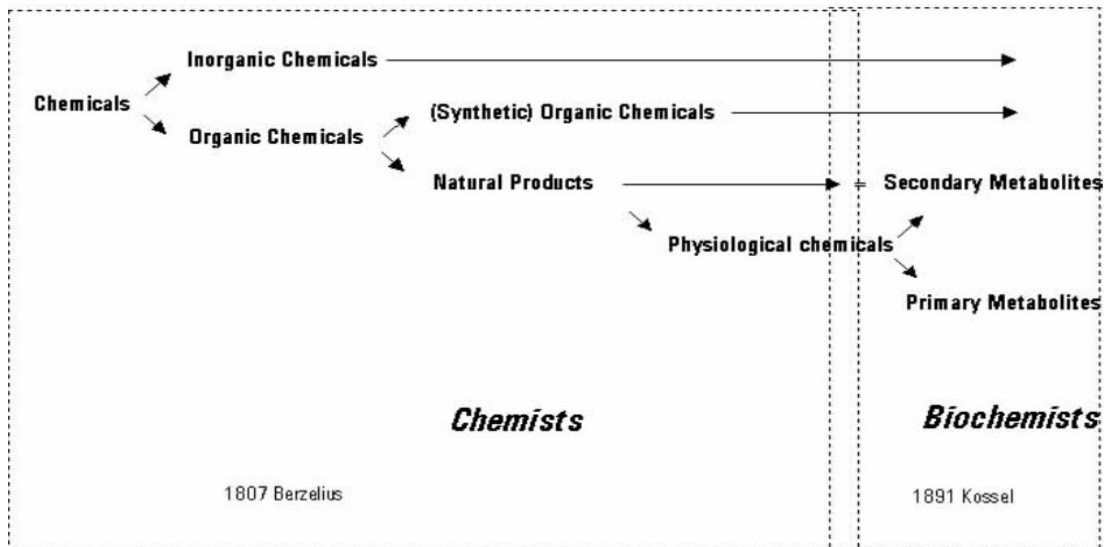 Inorganic Chemicals
Chemicals
(Synthetic) Organic Chemicals
Organic Chemicals
Natural Products
= Secondary Metabolites
Physiological chemicals
Primary Metabolites
Chemists
Biochemists
1807 Berzelius
1891 Kossel